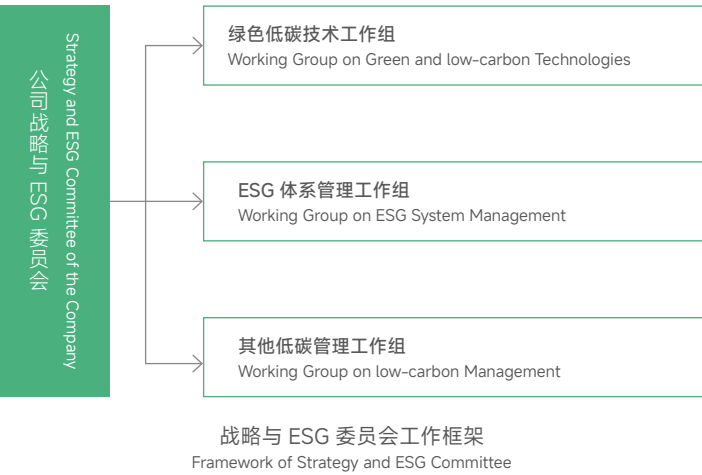 公司战略与 ESG 委员会
Strategy and ESG Committee of the Company
绿色低碳技术工作组
Working Group on Green and low-carbon Technologies
ESG 体系管理工作组
Working Group on ESG System Management
其他低碳管理工作组
Working Group on low-carbon Management
战略与 ESG 委员会工作框架
Framework of Strategy and ESG Committee